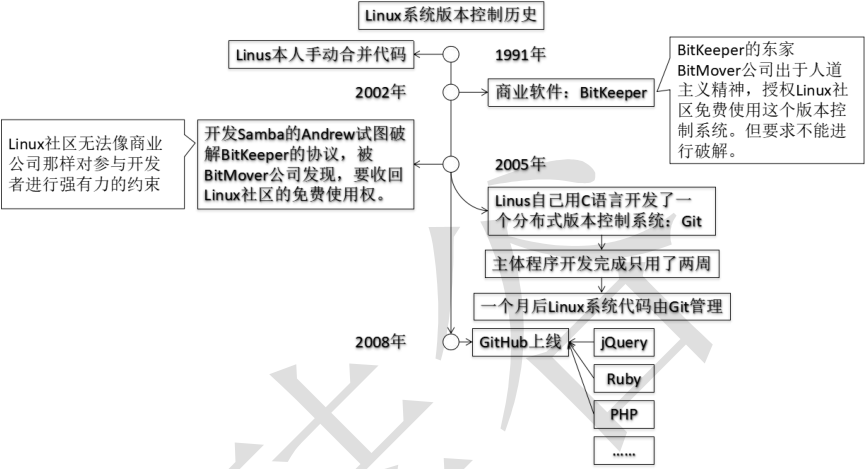 Linux系统版本控制历史
Linus本人手动合并代码
1991年
2002年
商业软件：BitKeeper
BitKeeper的东家
BitMover公司出于人道
主义精神，授权Linux社
区免费使用这个版本控
制系统。但要求不能进
行破解。
Linux社区无法像商业
公司那样对参与开发
者进行强有力的约束
开发Samba的Andrew试图破
解BitKeeper的协议，被
BitMover公司发现，要收回
Linux社区的免费使用权。
2005年
Linus自己用C语言开发了一
个分布式版本控制系统：Git
主体程序开发完成只用了两周
一个月后Linux系统代码由Git管理
2008年
GitHub上线
jQuery
Ruby
PHP
……